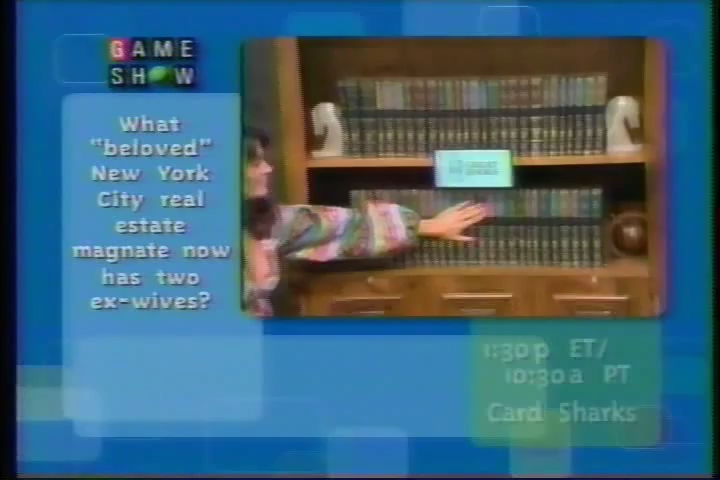 GAME
SHOW
What
"beloved"
New York
City real
estate
magnate now
has two
ex-wives?
1:30p ET/
10:30a PT
Card Sharks